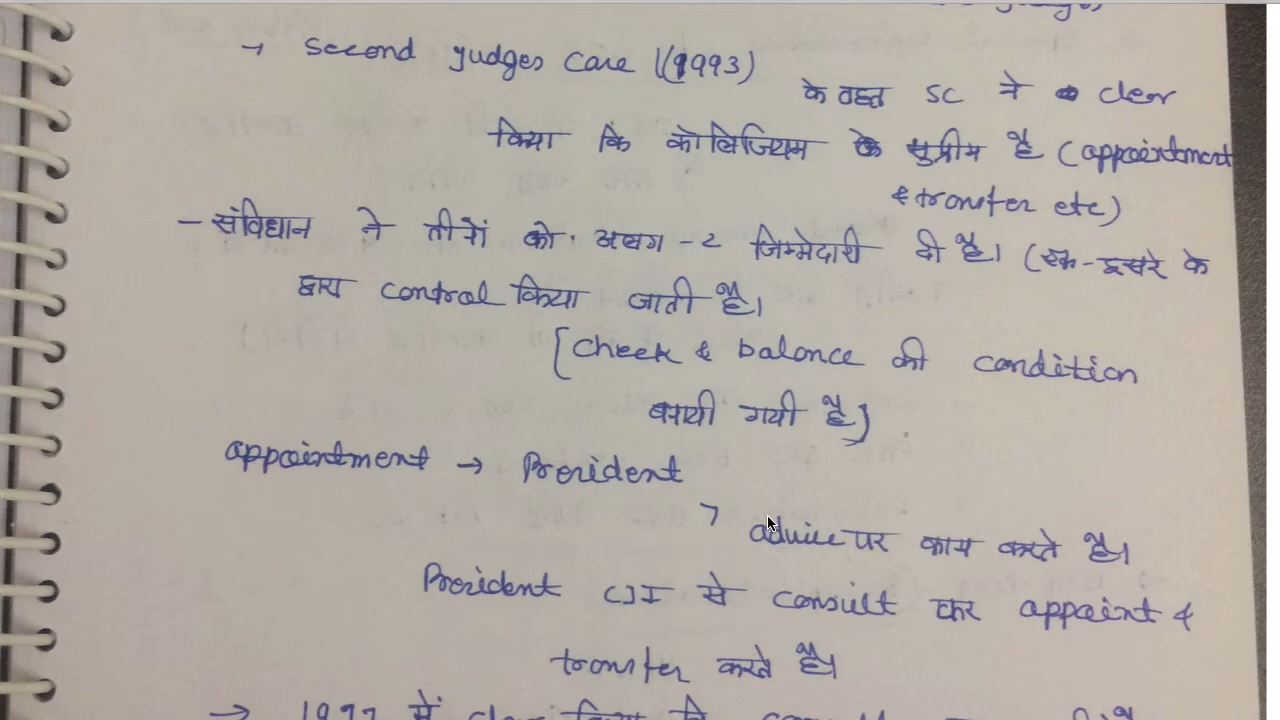 → Second Judges Case (1993)
के तहत SC ने clear
किया कि कोलिजियम सुप्रीम है (appointment
& transfer etc)
- संविधान ने तीनों को अलग-2 जिम्मेदारी दी है। (एक-दूसरे के
द्वारा control किया जाती है।
[Check & balance की condition
बनायी गयी है]
appointment → President
advice पर कार्य करते है।
President CJI से consult कर appoint &
transfer करते है।
→ में clear किया कि